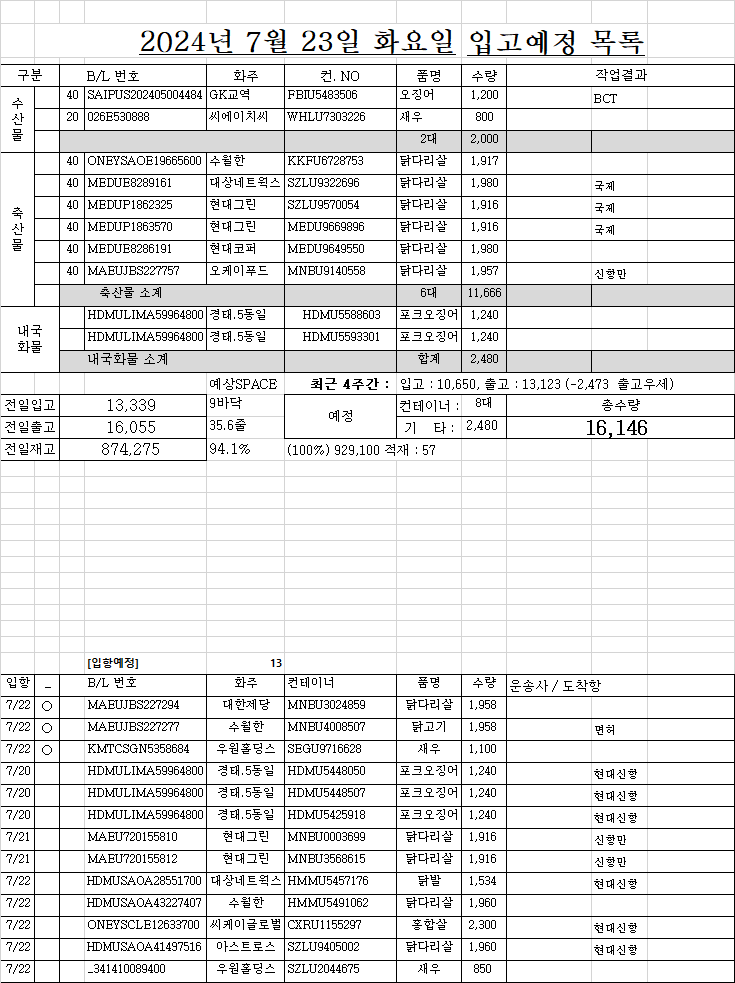 2024년 7월 23일 화요일 입고예정 목록
구분 B/L 번호 화주 컨. NO 품명 수량 작업결과
수산물
40 SAIPUS202405004484 GK교역 FBIU5483506 오징어 1,200 BCT
20 026E530888 씨에이치씨 WHLU7303226 새우 800
2대 2,000
축산물
40 ONEYSAOE19665600 수월한 KKFU6728753 닭다리살 1,917
40 MEDUE8289161 대상네트웍스 SZLU9322696 닭다리살 1,980 국제
40 MEDUP1862325 현대그린 SZLU9570054 닭다리살 1,916 국제
40 MEDUP1863570 현대그린 MEDU9669896 닭다리살 1,916 국제
40 MEDUE8286191 현대코퍼 MEDU9649550 닭다리살 1,980
40 MAEUJBS227757 오케이푸드 MNBU9140558 닭다리살 1,957 신항만
축산물 소계 6대 11,666
내국화물
HDMULIMA59964800 경태.5동일 HDMU5588603 포크오징어 1,240
HDMULIMA59964800 경태.5동일 HDMU5593301 포크오징어 1,240
내국화물 소계 합계 2,480
예상SPACE 최근 4주간 : 입고 : 10,650, 출고 : 13,123 (-2,473 출고우세)
전일입고 13,339 9바닥 예정 컨테이너 : 8대 총수량
전일출고 16,055 35.6줄 기 타 : 2,480 16,146
전일재고 874,275 94.1% (100%) 929,100 적재 : 57
[입항예정] 13
입항 _ B/L 번호 화주 컨테이너 품명 수량 운송사 / 도착항
7/22 ○ MAEUJBS227294 대한제당 MNBU3024859 닭다리살 1,958
7/22 ○ MAEUJBS227277 수월한 MNBU4008507 닭고기 1,958 면허
7/22 ○ KMTCSGN5358684 우원홀딩스 SEGU9716628 새우 1,100
7/20 HDMULIMA59964800 경태.5동일 HDMU5448050 포크오징어 1,240 현대신항
7/20 HDMULIMA59964800 경태.5동일 HDMU5448507 포크오징어 1,240 현대신항
7/20 HDMULIMA59964800 경태.5동일 HDMU5425918 포크오징어 1,240 현대신항
7/21 MAEU720155810 현대그린 MNBU0003699 닭다리살 1,916 신항만
7/21 MAEU720155812 현대그린 MNBU3568615 닭다리살 1,916 신항만
7/22 HDMUSAOA28551700 대상네트웍스 HMMU5457176 닭발 1,534 현대신항
7/22 HDMUSAOA43227407 수월한 HMMU5491062 닭다리살 1,960
7/22 ONEYSCLE12633700 씨케이글로벌 CXRU1155297 홍합살 2,300 현대신항
7/22 HDMUSAOA41497516 아스트로스 SZLU9405002 닭다리살 1,960 현대신항
7/22 _341410089400 우원홀딩스 SZLU2044675 새우 850